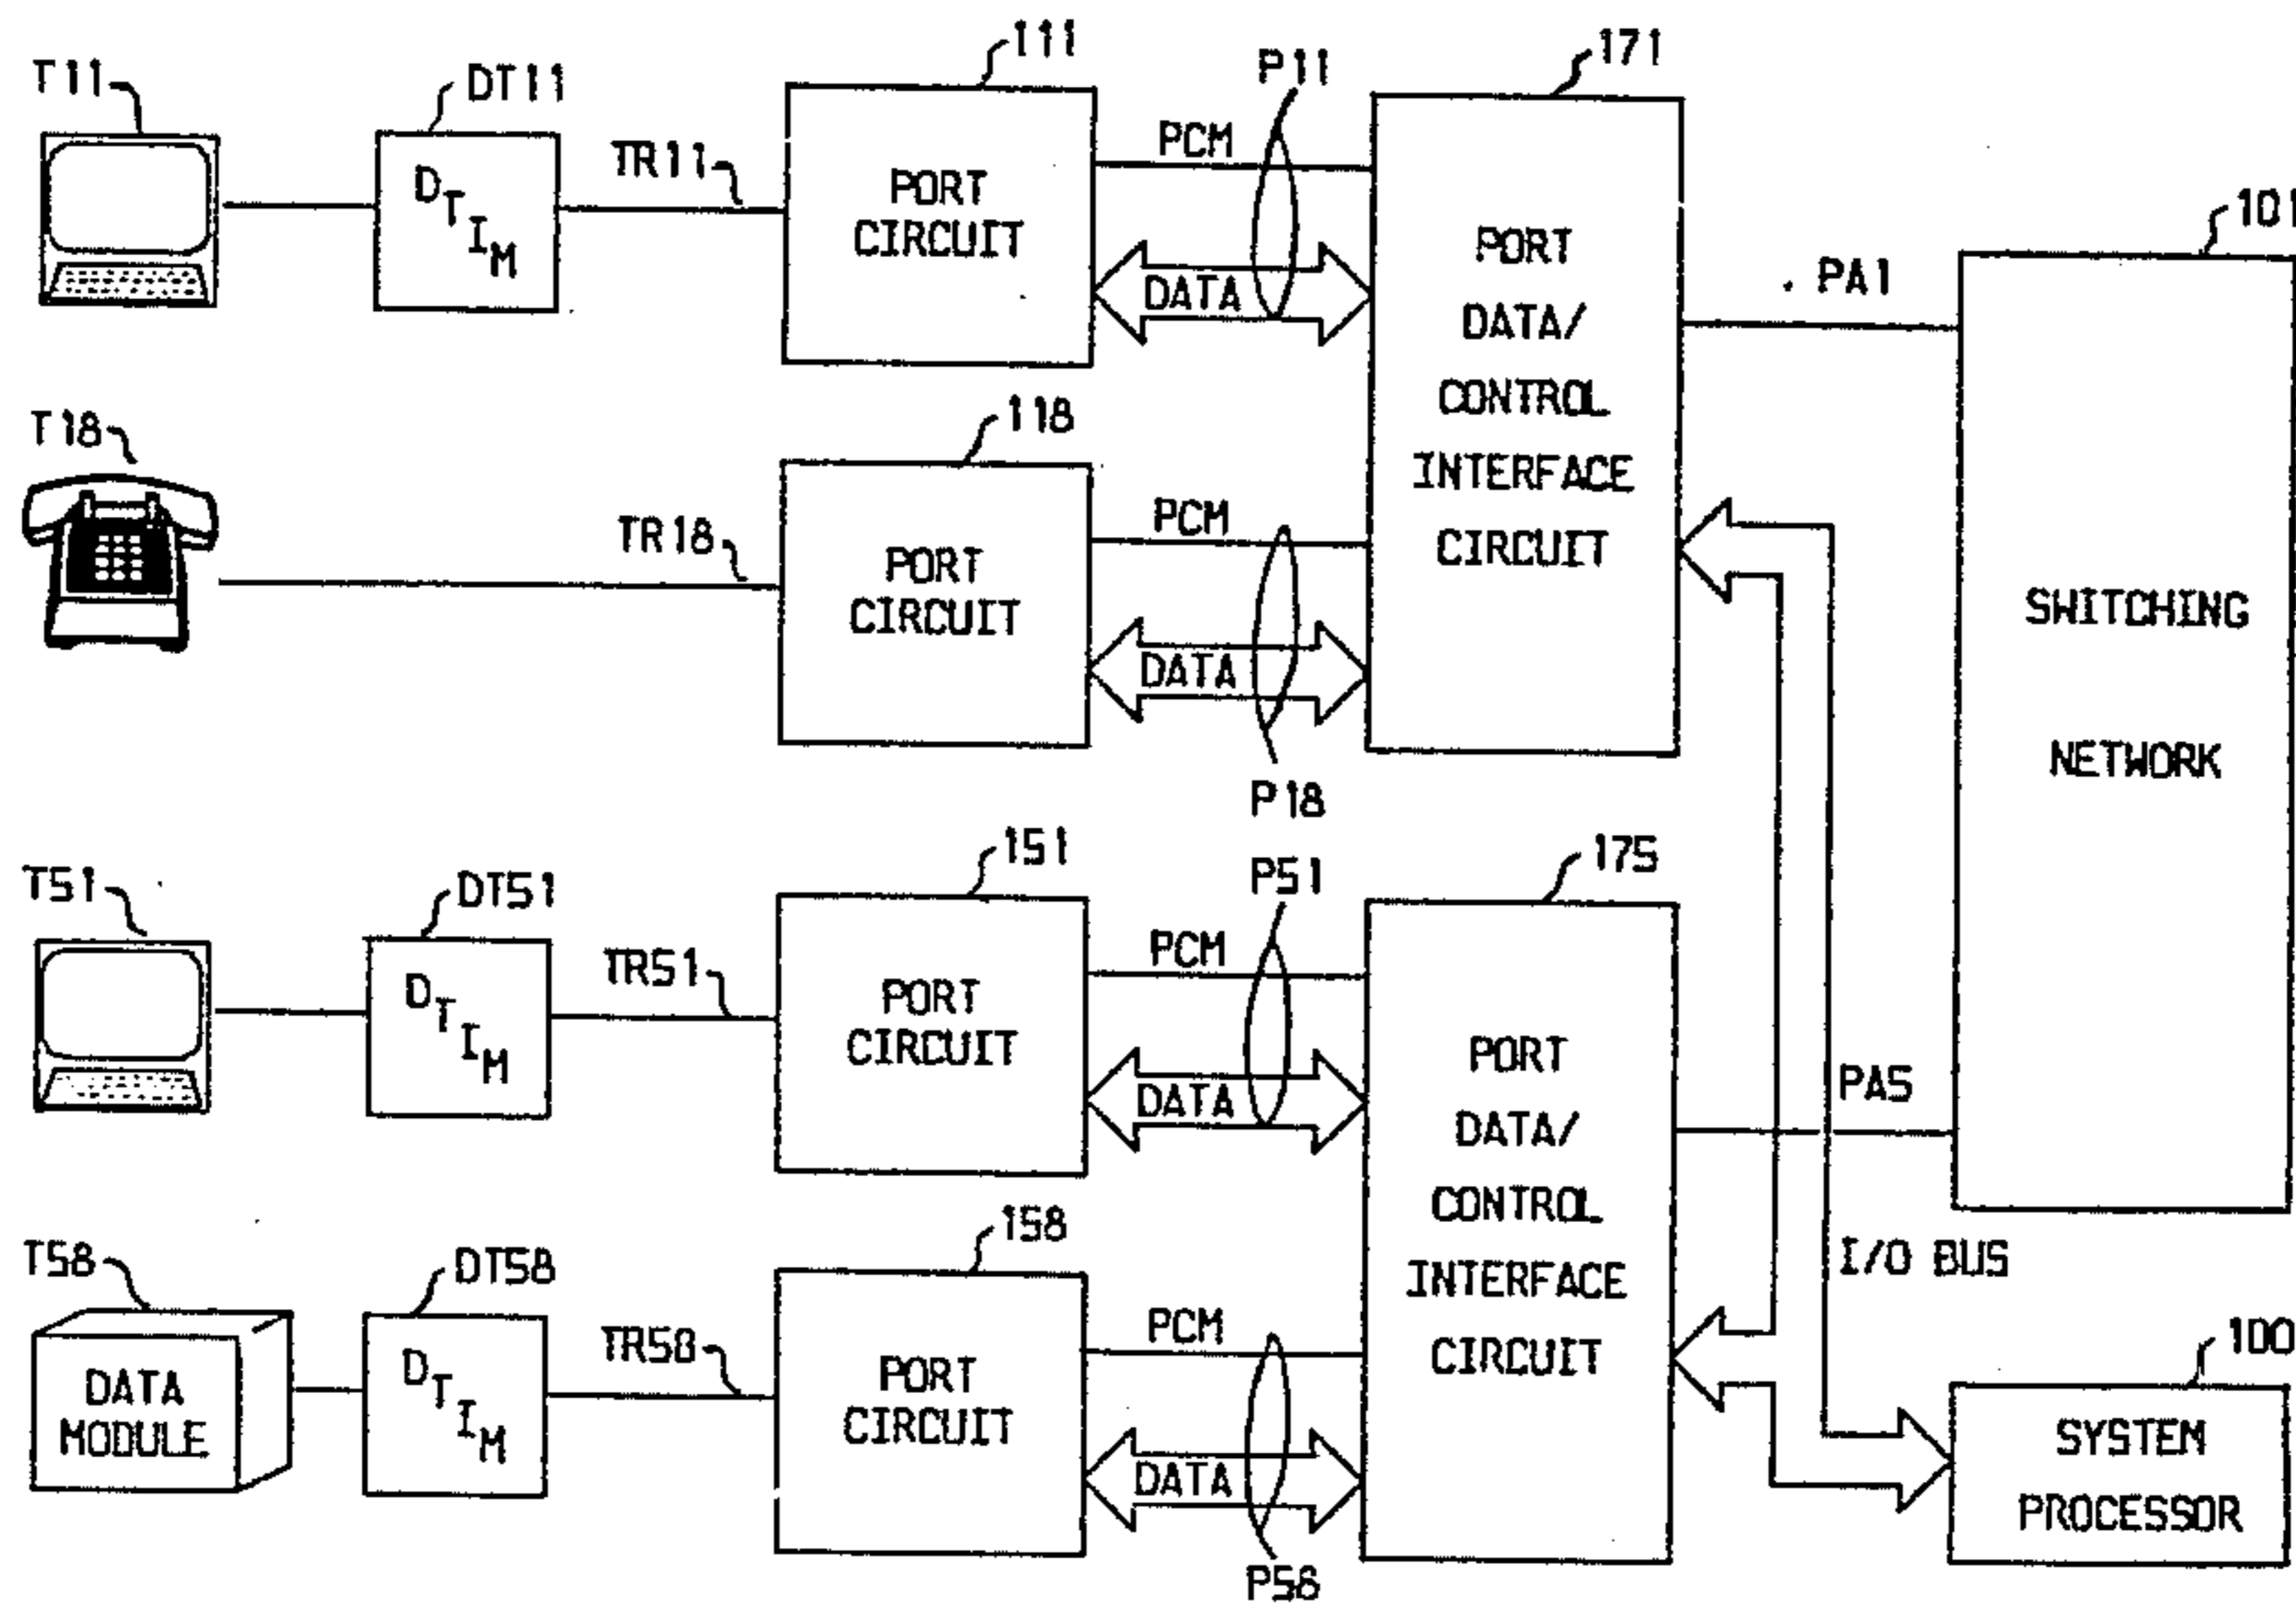 T11
DT11
DTIM
TR11
111
PORT
CIRCUIT
PCM
DATA
P11
171
PORT
DATA/
CONTROL
INTERFACE
CIRCUIT
PA1
101
SWITCHING
NETWORK
T18
TR18
118
PORT
CIRCUIT
PCM
DATA
P18
T51
DT51
DTIM
TR51
151
PORT
CIRCUIT
PCM
DATA
P51
175
PORT
DATA/
CONTROL
INTERFACE
CIRCUIT
PA5
I/O BUS
T58
DATA
MODULE
DT58
DTIM
TR58
158
PORT
CIRCUIT
PCM
DATA
P58
100
SYSTEM
PROCESSOR